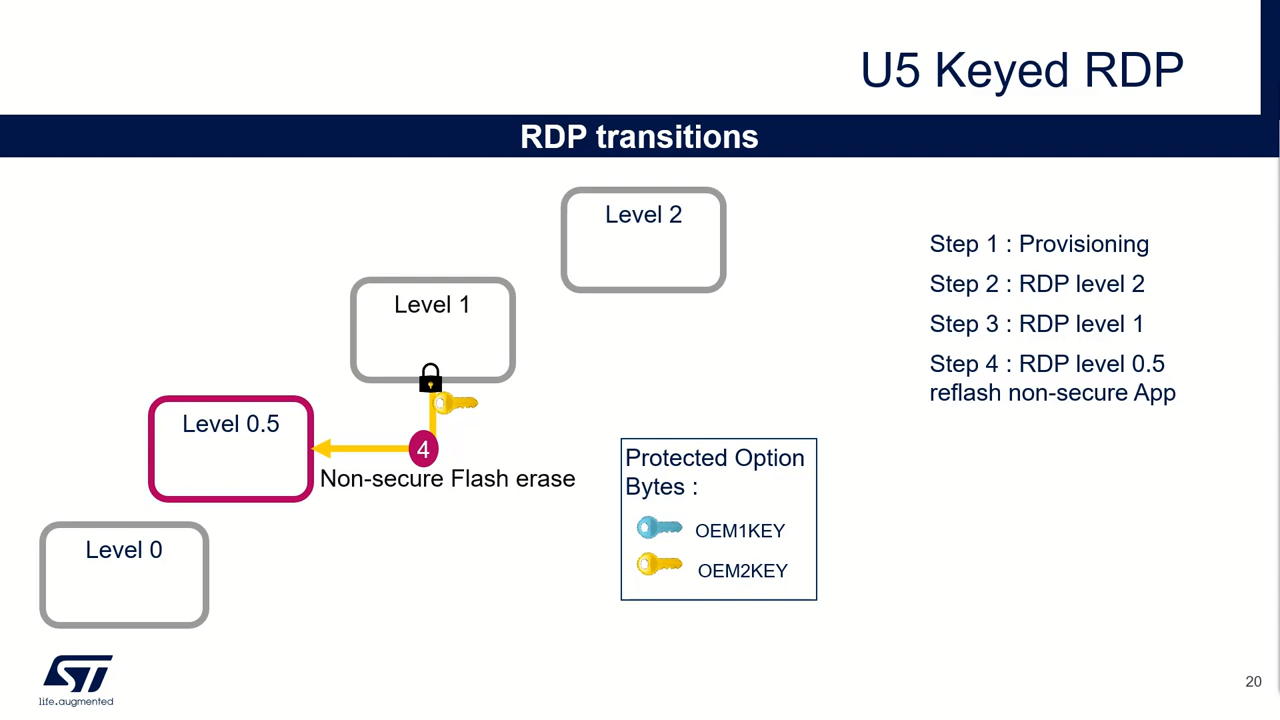 U5 Keyed RDP
RDP transitions
Level 2
Level 1
Level 0.5
Level 0
4
Non-secure Flash erase
Step 1 : Provisioning
Step 2 : RDP level 2
Step 3 : RDP level 1
Step 4 : RDP level 0.5
reflash non-secure App
Protected Option
Bytes :
OEM1KEY
OEM2KEY
ST
life.augmented
20